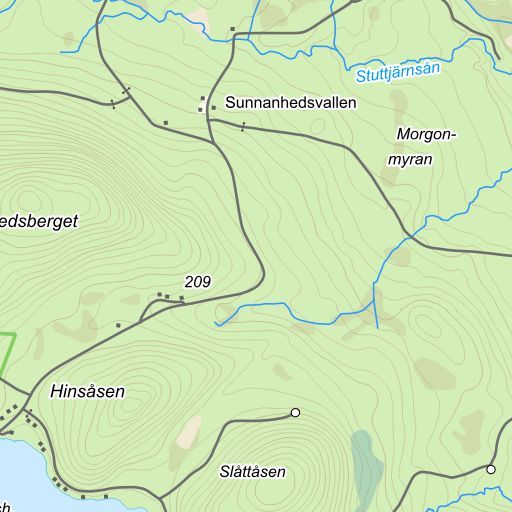 Stuttjärnsån
Sunnanhedsvallen
Morgon-
myran
edsberget
209
Hinsåsen
Slåttåsen